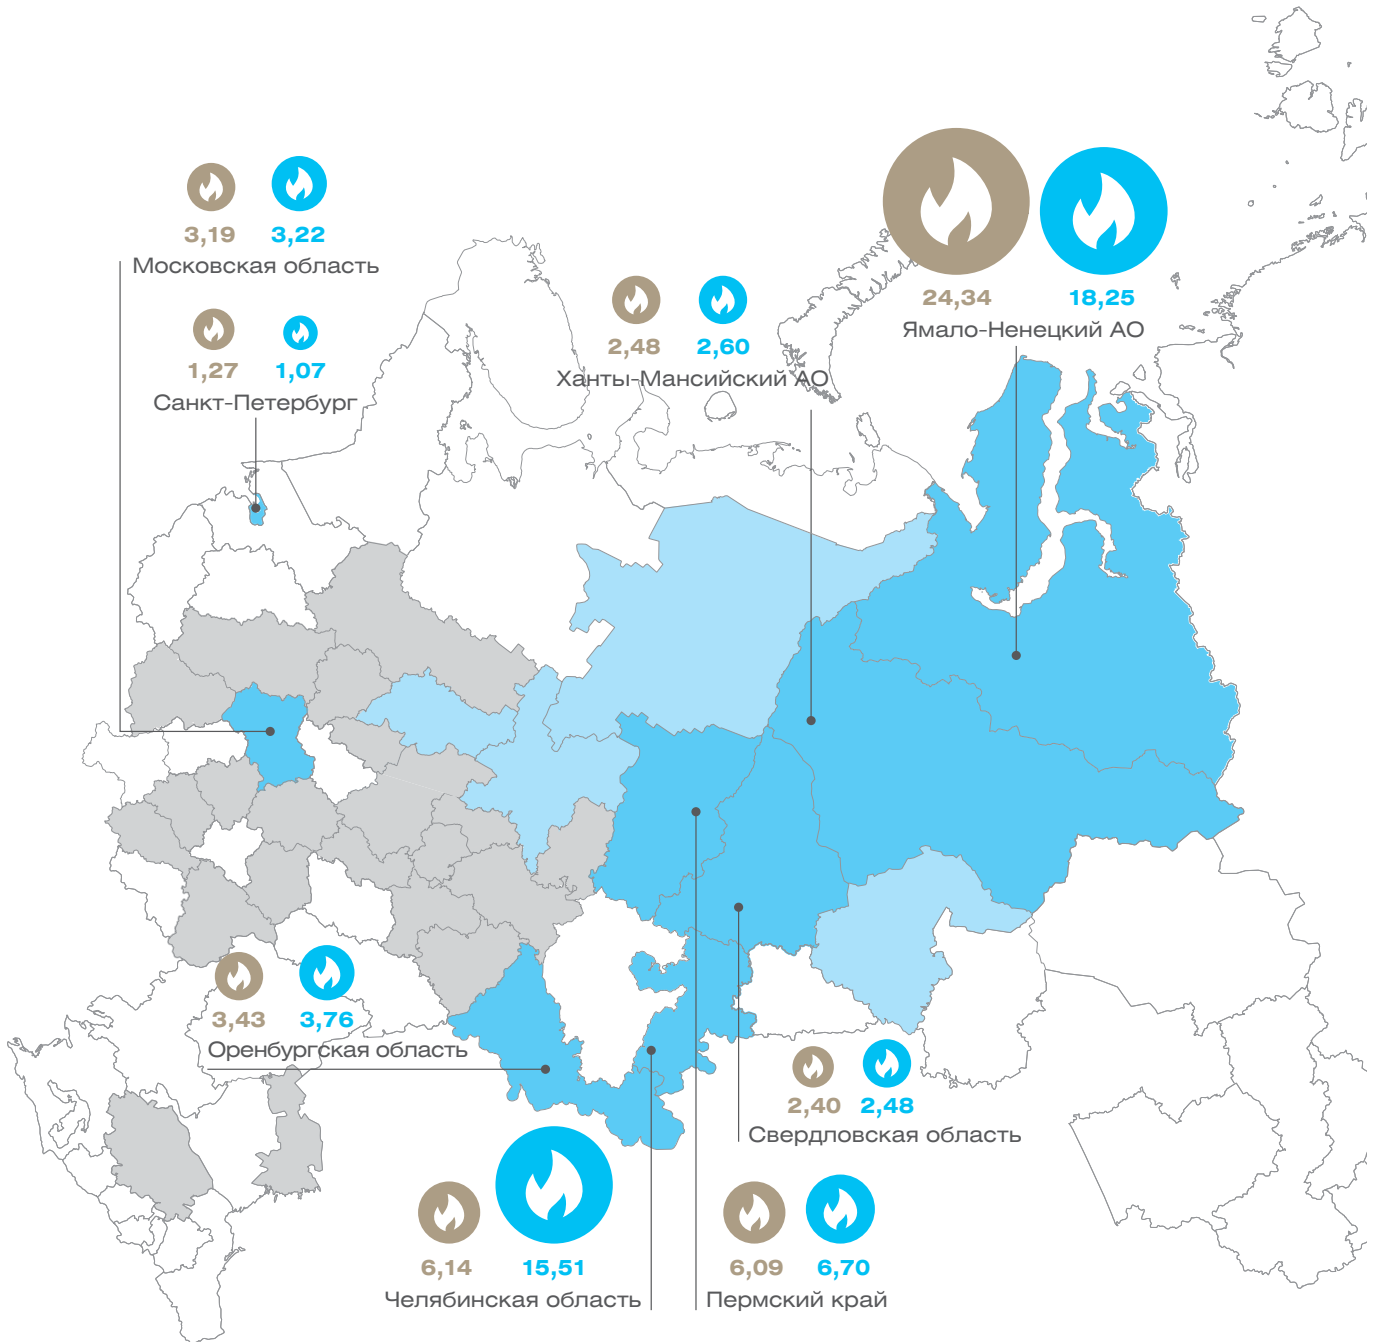 3,19 3,22
Московская область
1,27 1,07
Санкт-Петербург
2,48 2,60
Ханты-Мансийский АО
24,34 18,25
Ямало-Ненецкий АО
3,43 3,76
Оренбургская область
2,40 2,48
Свердловская область
6,14 15,51
Челябинская область
6,09 6,70
Пермский край